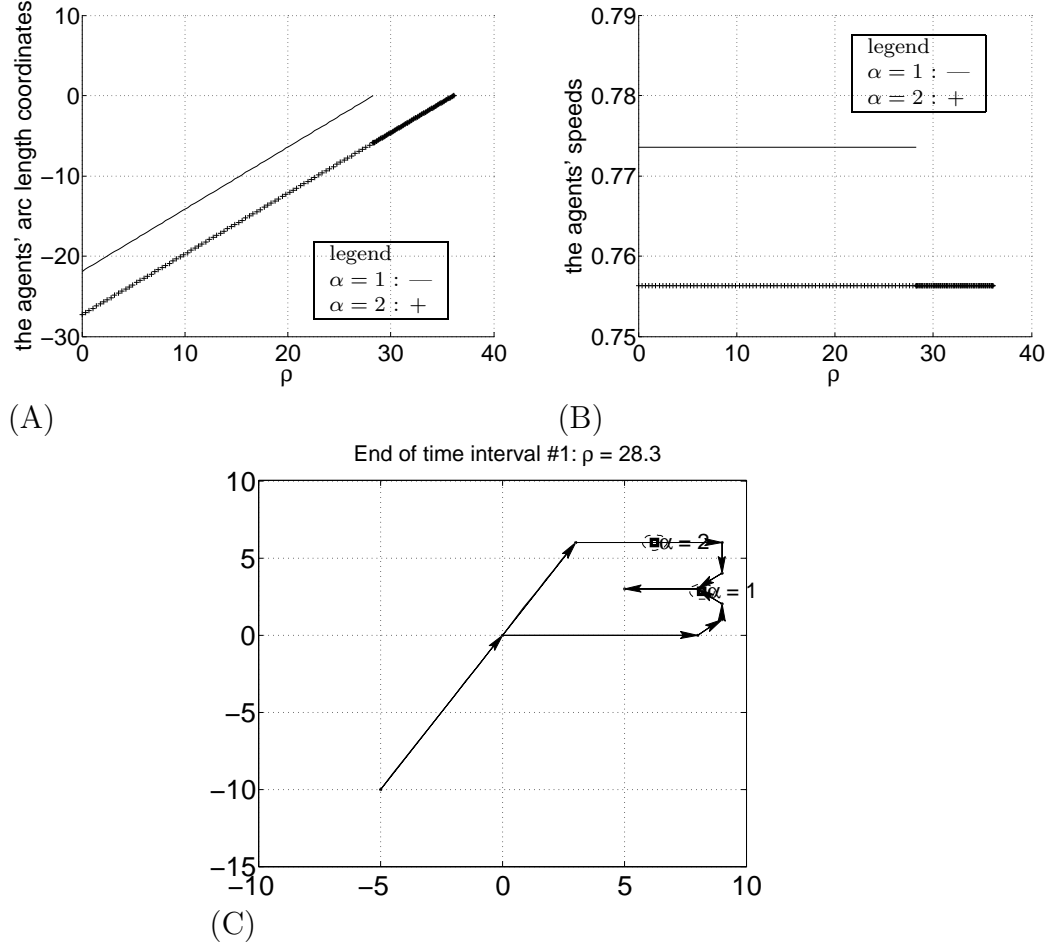 the agents' arc length coordinates
10
0
−10
−20
−30
0
10
20
30
40
ρ
legend
α = 1 : —
α = 2 : +
(A)
the agents' speeds
0.79
0.78
0.77
0.76
0.75
0
10
20
30
40
ρ
legend
α = 1 : —
α = 2 : +
(B)
End of time interval #1: ρ = 28.3
10
5
0
−5
−10
−15
−10
−5
0
5
10
α = 2
α = 1
(C)